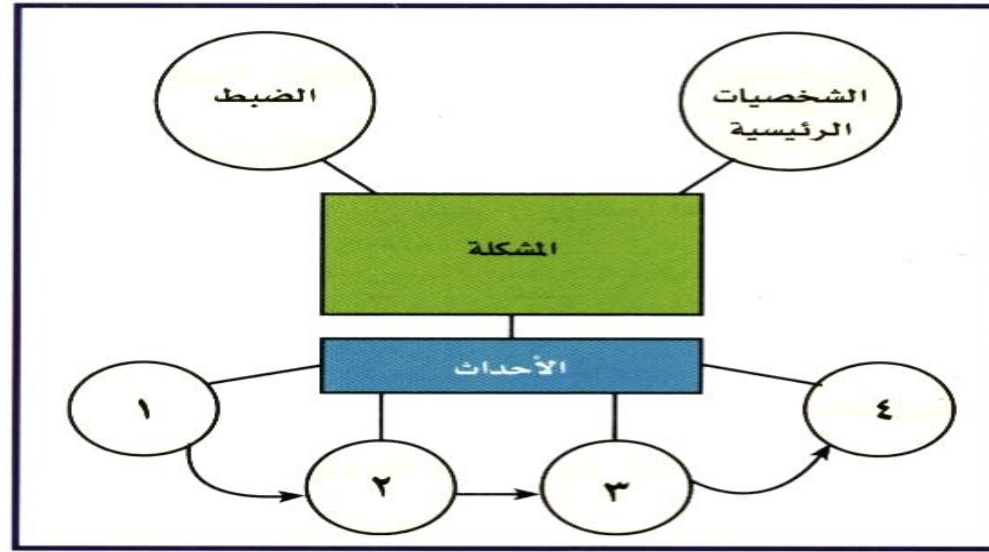 الشخصيات
الرئيسية
الضبط
المشكلة
الأحداث
١
٢
٣
٤